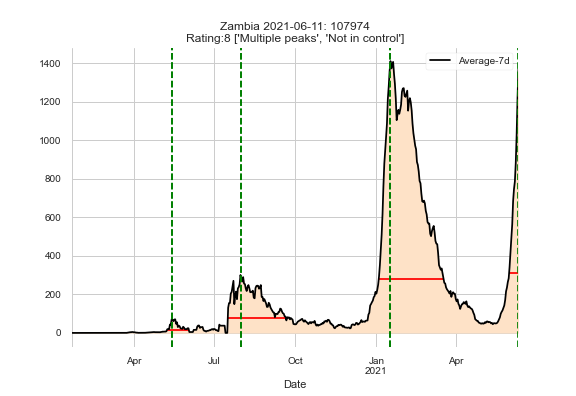 Zambia 2021-06-11: 107974
Rating:8 ['Multiple peaks', 'Not in control']
Average-7d
1400
1200
1000
800
600
400
200
0
Apr
Jul
Oct
Jan
2021
Apr
Date